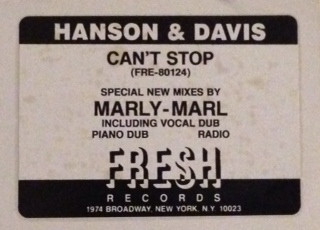 HANSON & DAVIS
CAN'T STOP
(FRE-80124)
SPECIAL NEW MIXES BY
MARLY-MARL
INCLUDING VOCAL DUB
PIANO DUB RADIO
FRESH
RECORDS
1974 BROADWAY, NEW YORK, N.Y. 10023